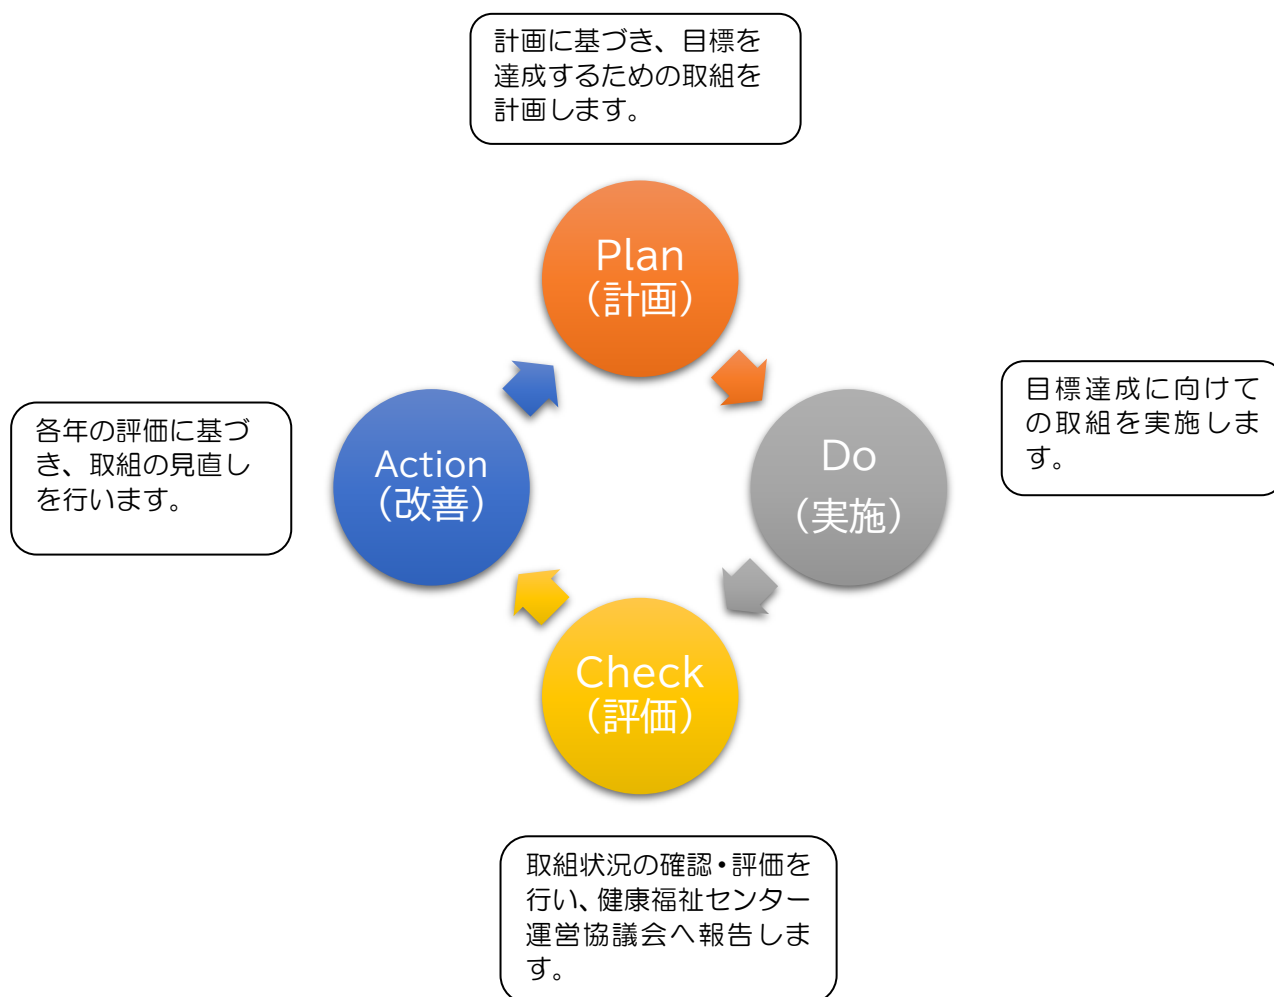 計画に基づき、目標を
達成するための取組を
計画します。
Plan
（計画）
目標達成に向けて
の取組を実施しま
す。
Do
（実施）
各年の評価に基づ
き、取組の見直し
を行います。
Action
（改善）
Check
（評価）
取組状況の確認・評価を
行い、健康福祉センター
運営協議会へ報告しま
す。